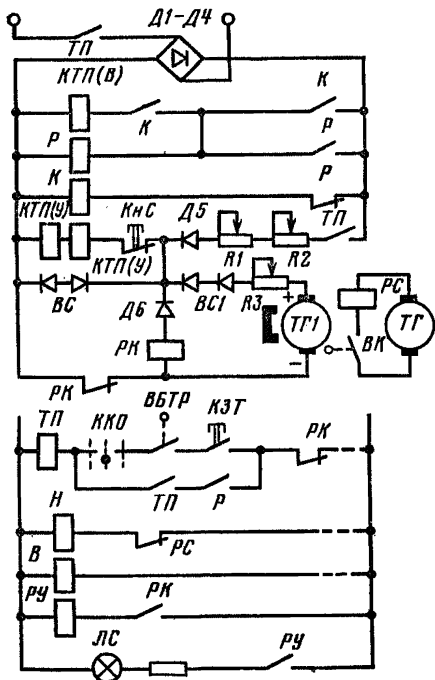 Д1-Д4
ТП
КТП(В)
К
К
Р
Р
К
Р
КТП(У)
КнС
Д5
ТП
КТП(У)
R1
R2
ВС
ВС1
R3
РС
+
Д6
ТГ1
ТГ
ВК
РК
-
РК
ВБТР
ТП
ККО
КЗТ
РК
ТП
Р
Н
В
РС
РУ
РК
ЛС
РУ